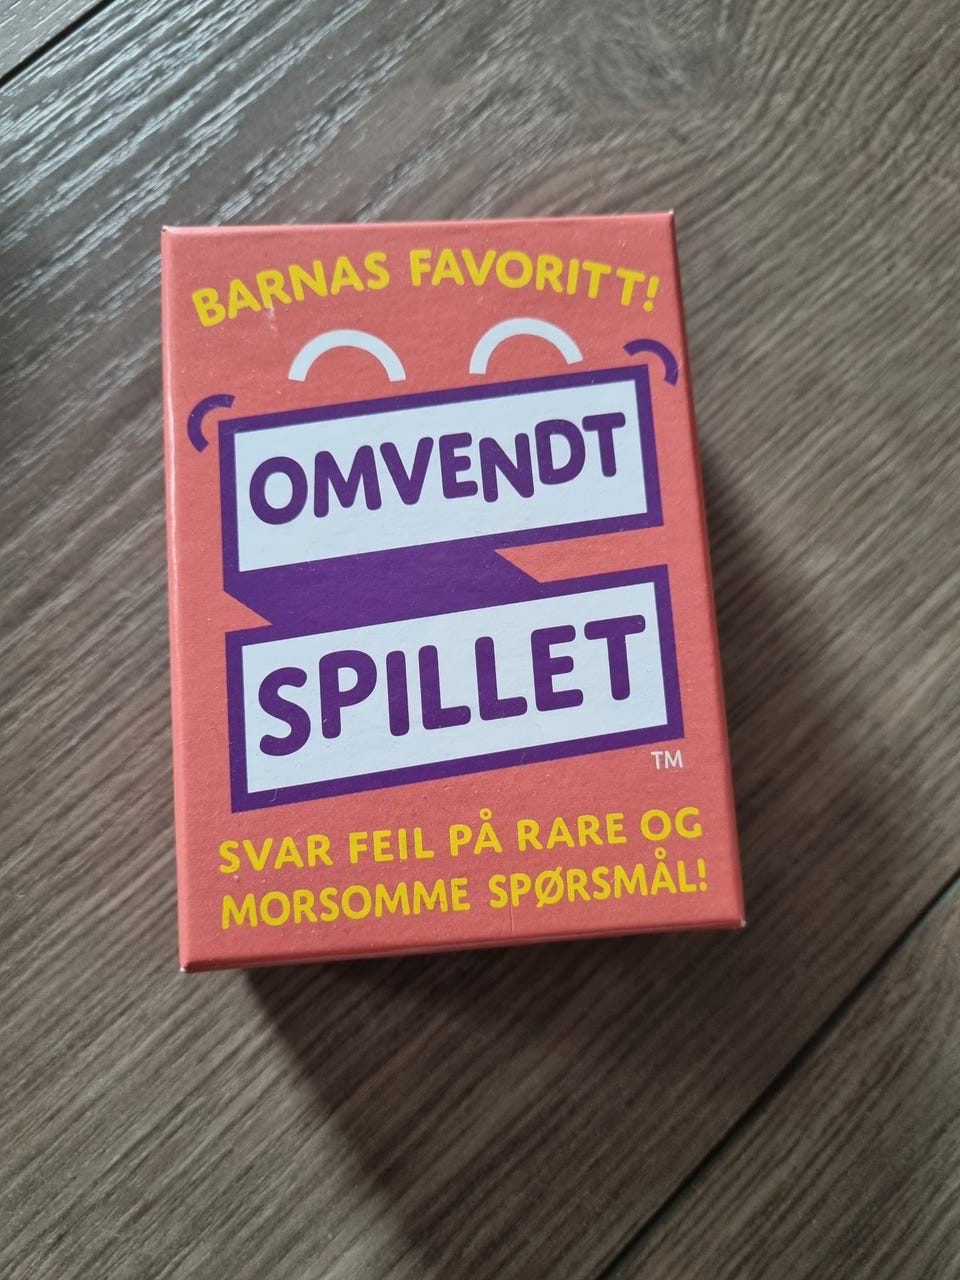 BARNAS FAVORITT!
OMVENDT
SPILLET
TM
SVAR FEIL PÅ RARE OG
MORSOMME SPØRSMÅL!